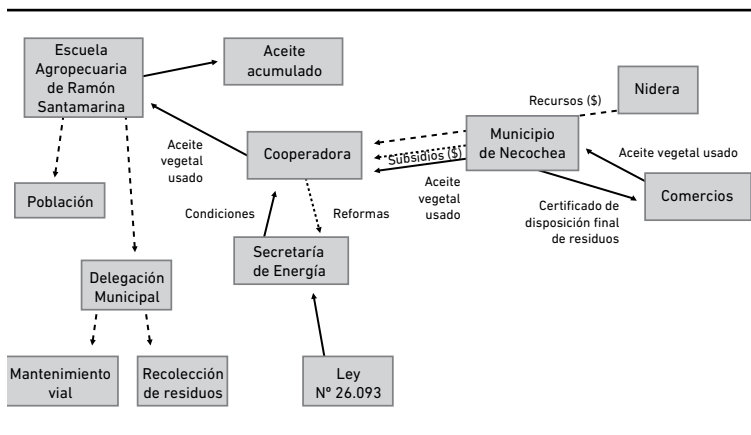 Escuela
Agropecuaria
de Ramón
Santamarina
Aceite
acumulado
Nidera
Recursos ($)
Municipio
de Necochea
Cooperadora
Subsidios ($)
Aceite
vegetal
usado
Aceite
vegetal
usado
Aceite vegetal usado
Comercios
Certificado de
disposición final
de residuos
Población
Condiciones
Reformas
Secretaría
de Energía
Delegación
Municipal
Mantenimiento
vial
Recolección
de residuos
Ley
Nº 26.093